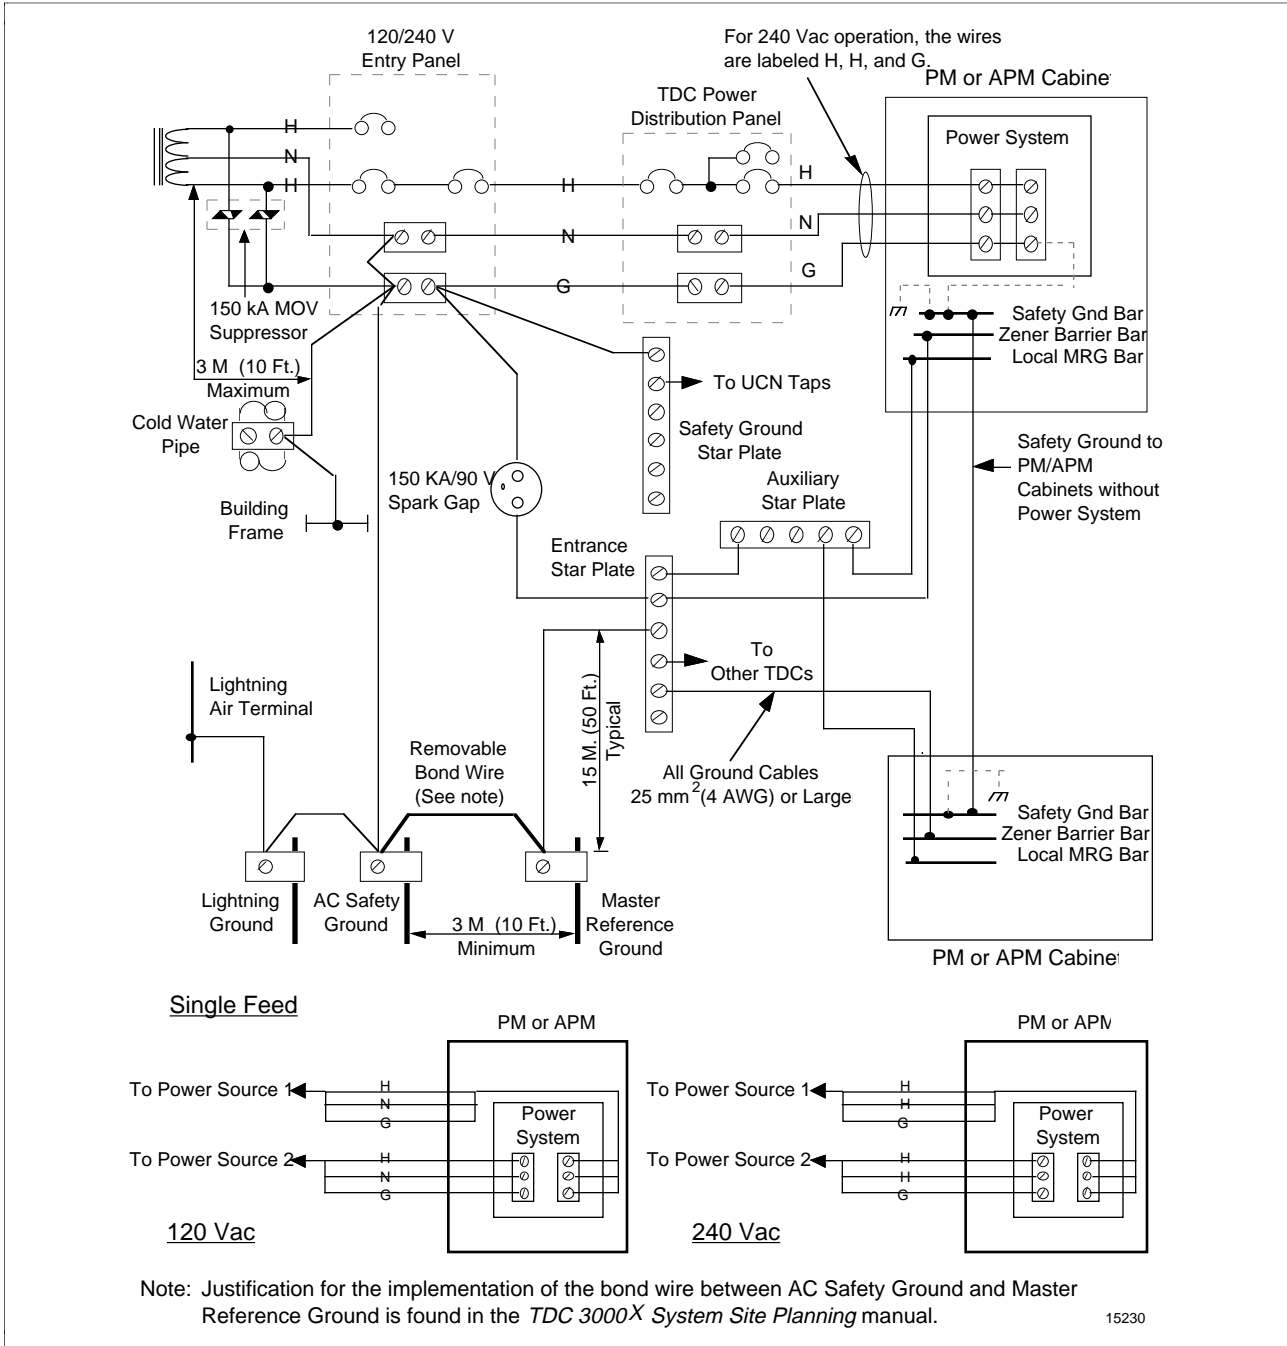 120/240 V
Entry Panel
For 240 Vac operation, the wires
are labeled H, H, and G.
PM or APM Cabine
TDC Power
Distribution Panel
Power System
H
N
H
H
H
N
N
G
G
150 kA MOV
Suppressor
3 M (10 Ft.)
Maximum
Safety Gnd Bar
Zener Barrier Bar
Local MRG Bar
To UCN Taps
Cold Water
Pipe
Safety Ground
Star Plate
Safety Ground to
PM/APM
Cabinets without
Power System
150 KA/90 V
Spark Gap
Auxiliary
Star Plate
Building
Frame
Entrance
Star Plate
To
Other TDCs
Lightning
Air Terminal
15 M. (50 Ft.)
Typical
Removable
Bond Wire
(See note)
All Ground Cables
25 mm2(4 AWG) or Large
Safety Gnd Bar
Zener Barrier Bar
Local MRG Bar
Lightning
Ground
AC Safety
Ground
3 M (10 Ft.)
Minimum
Master
Reference
Ground
PM or APM Cabine
Single Feed
PM or APM
PM or APM
To Power Source 1
H
N
G
Power
System
To Power Source 2
H
N
G
120 Vac
To Power Source 1
H
H
G
Power
System
To Power Source 2
H
H
G
240 Vac
Note: Justification for the implementation of the bond wire between AC Safety Ground and Master
Reference Ground is found in the TDC 3000X System Site Planning manual.
15230